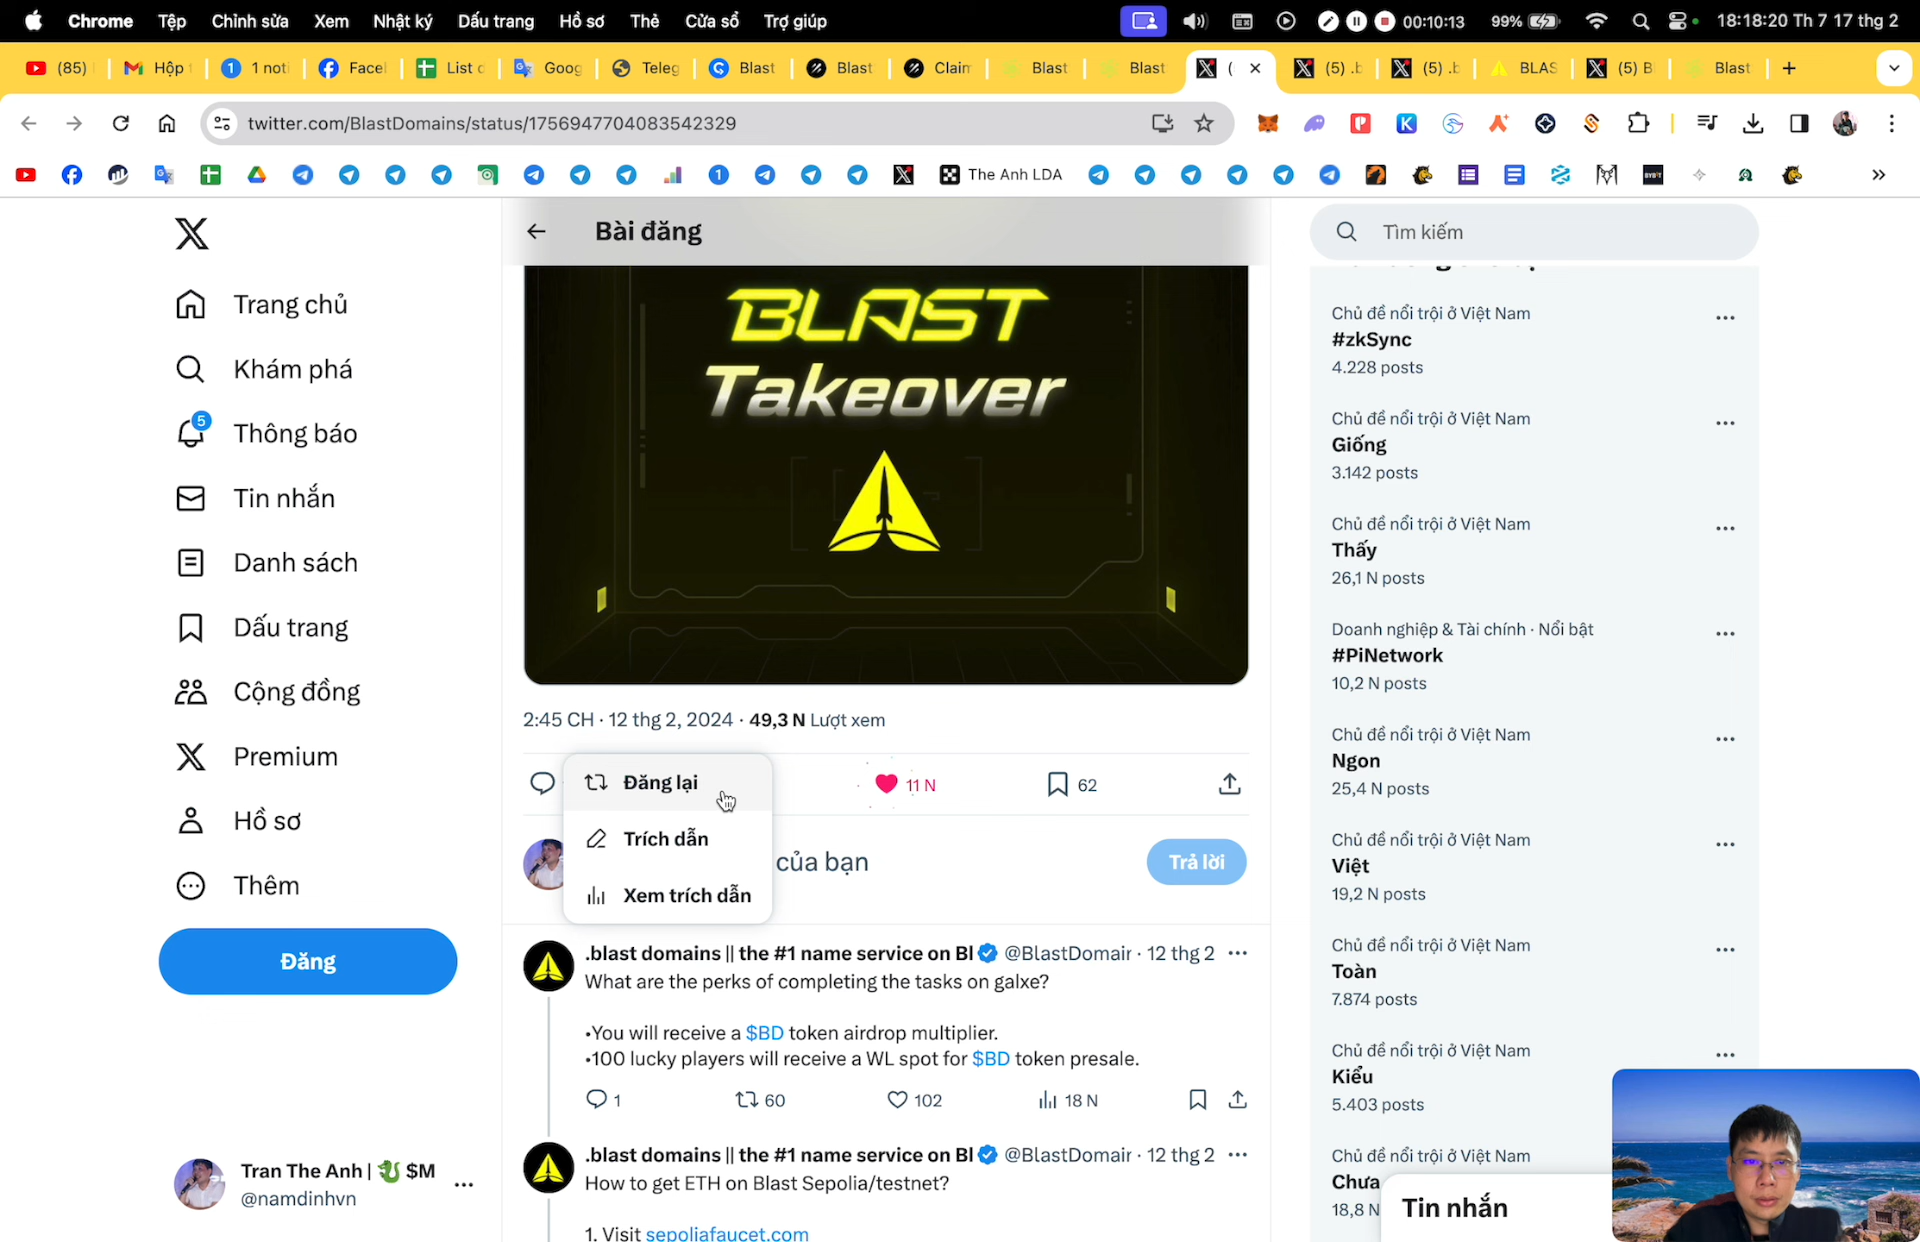 Chrome Tệp Chỉnh sửa Xem Nhật ký Dấu trang Hồ sơ Thẻ Cửa sổ Trợ giúp 00:10:13 99% 18:18:20 Th 7 17 thg 2
(85) Hộp 1 noti Facel List c Goog Teleg Blast Blast Claim Blast Blast ( (5) .b (5) .b BLAS (5) B Blast
twitter.com/BlastDomains/status/1756947704083542329
The Anh LDA
Bài đăng
Tìm kiếm
BLAST
Takeover
Trang chủ
Khám phá
5
Thông báo
Tin nhắn
Danh sách
Dấu trang
Cộng đồng
Premium
Hồ sơ
Thêm
Đăng
Tran The Anh | $M
@namdinhvn
2:45 CH · 12 thg 2, 2024 · 49,3 N Lượt xem
11 N
62
Đăng lại
Trích dẫn
Xem trích dẫn
của bạn
Trả lời
.blast domains || the #1 name service on Bl @BlastDomair · 12 thg 2
What are the perks of completing the tasks on galxe?
•You will receive a $BD token airdrop multiplier.
•100 lucky players will receive a WL spot for $BD token presale.
1 60 102 18 N
.blast domains || the #1 name service on Bl @BlastDomair · 12 thg 2
How to get ETH on Blast Sepolia/testnet?
1. Visit sepoliafaucet.com
Chủ đề nổi trội ở Việt Nam
#zkSync
4.228 posts
Chủ đề nổi trội ở Việt Nam
Giống
3.142 posts
Chủ đề nổi trội ở Việt Nam
Thấy
26,1 N posts
Doanh nghiệp & Tài chính · Nổi bật
#PiNetwork
10,2 N posts
Chủ đề nổi trội ở Việt Nam
Ngon
25,4 N posts
Chủ đề nổi trội ở Việt Nam
Việt
19,2 N posts
Chủ đề nổi trội ở Việt Nam
Toàn
7.874 posts
Chủ đề nổi trội ở Việt Nam
Kiểu
5.403 posts
Chủ đề nổi trội ở Việt Nam
Chưa
18,8 N
Tin nhắn